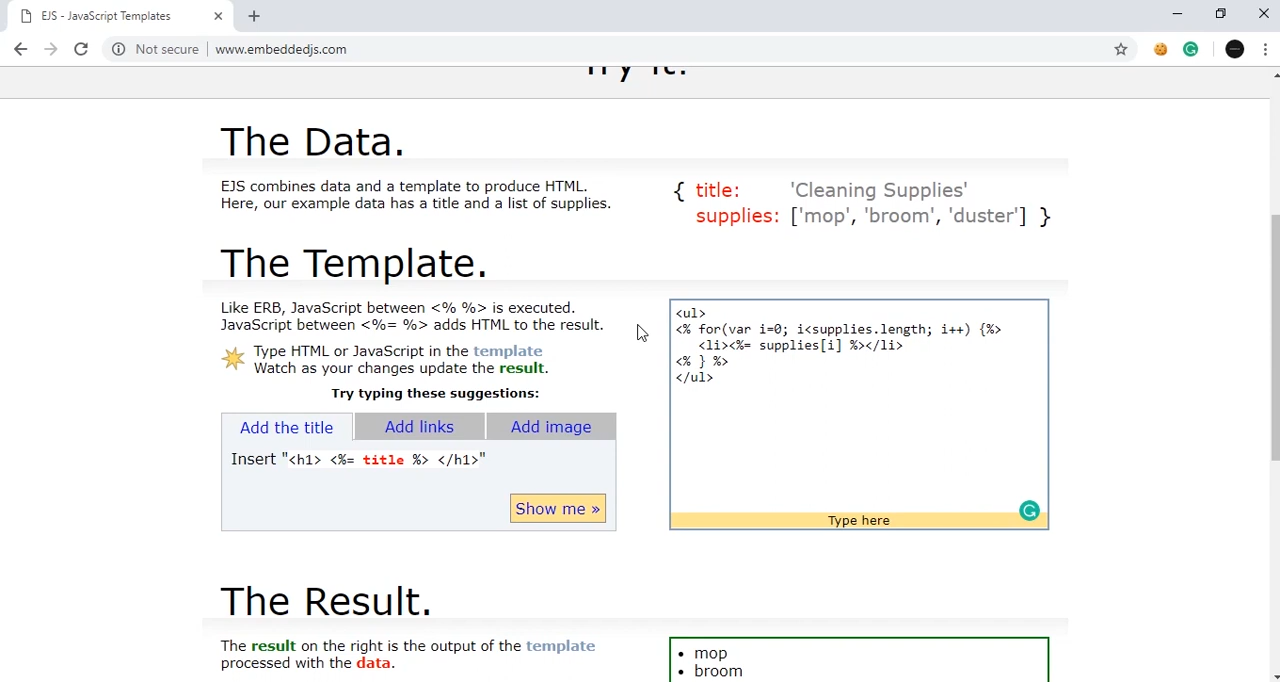 EJS - JavaScript Templates
Not secure
www.embeddedjs.com
Try it!
The Data.
EJS combines data and a template to produce HTML.
Here, our example data has a title and a list of supplies.
{ title: 'Cleaning Supplies'
supplies: ['mop', 'broom', 'duster'] }
The Template.
Like ERB, JavaScript between <% %> is executed.
JavaScript between <%= %> adds HTML to the result.
Type HTML or JavaScript in the template
Watch as your changes update the result.
Try typing these suggestions:
Add the title
Add links
Add image
Insert "<h1> <%= title %> </h1>"
Show me »
<ul>
<% for(var i=0; i<supplies.length; i++) {%>
<li><%= supplies[i] %></li>
<% } %>
</ul>
Type here
The Result.
The result on the right is the output of the template
processed with the data.
• mop
• broom